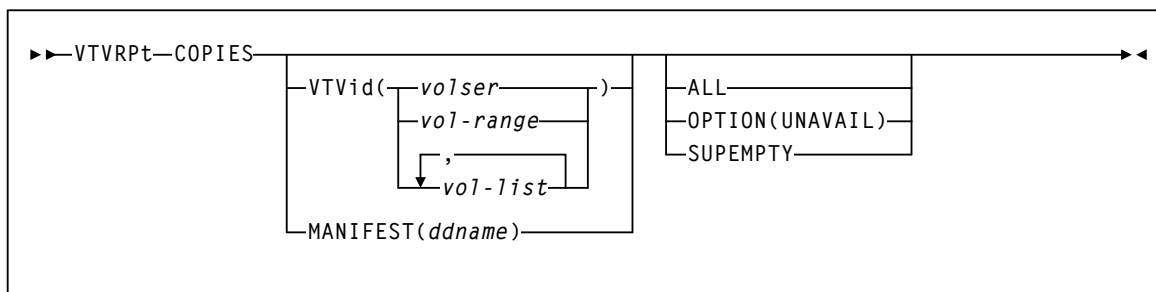 VTVRPt COPIES
VTVid( volser )
vol-range
,
vol-list
MANIFEST(ddname)
ALL
OPTION(UNAVAIL)
SUPEMPTY